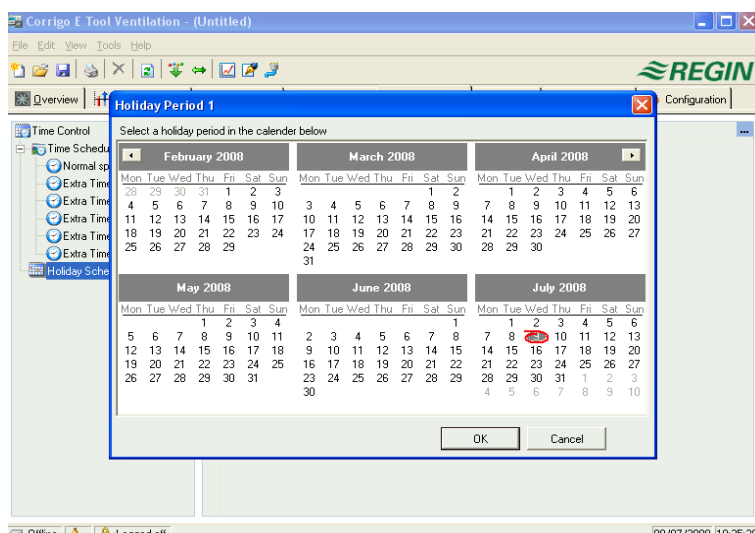 Corrigo E Tool Ventilation - (Untitled)
File Edit View Tools Help
REGIN
Overview
Configuration
Holiday Period 1
Select a holiday period in the calender below
Time Control
Time Schedu
Normal sp
Extra Time
Extra Time
Extra Time
Extra Time
Extra Time
Holiday Sche
February 2008 March 2008 April 2008
Mon Tue Wed Thu Fri Sat Sun Mon Tue Wed Thu Fri Sat Sun Mon Tue Wed Thu Fri Sat Sun
28 29 30 31 1 2 3 1 2 1 2 3 4 5 6
4 5 6 7 8 9 10 3 4 5 6 7 8 9 7 8 9 10 11 12 13
11 12 13 14 15 16 17 10 11 12 13 14 15 16 14 15 16 17 18 19 20
18 19 20 21 22 23 24 17 18 19 20 21 22 23 21 22 23 24 25 26 27
25 26 27 28 29 24 25 26 27 28 29 30 28 29 30
31
May 2008 June 2008 July 2008
Mon Tue Wed Thu Fri Sat Sun Mon Tue Wed Thu Fri Sat Sun Mon Tue Wed Thu Fri Sat Sun
1 2 3 4 1 1 2 3 4 5 6
5 6 7 8 9 10 11 2 3 4 5 6 7 8 7 8 9 10 11 12 13
12 13 14 15 16 17 18 9 10 11 12 13 14 15 14 15 16 17 18 19 20
19 20 21 22 23 24 25 16 17 18 19 20 21 22 21 22 23 24 25 26 27
26 27 28 29 30 31 23 24 25 26 27 28 29 28 29 30 31 1 2 3
30 4 5 6 7 8 9 10
OK Cancel
Offline Logged off